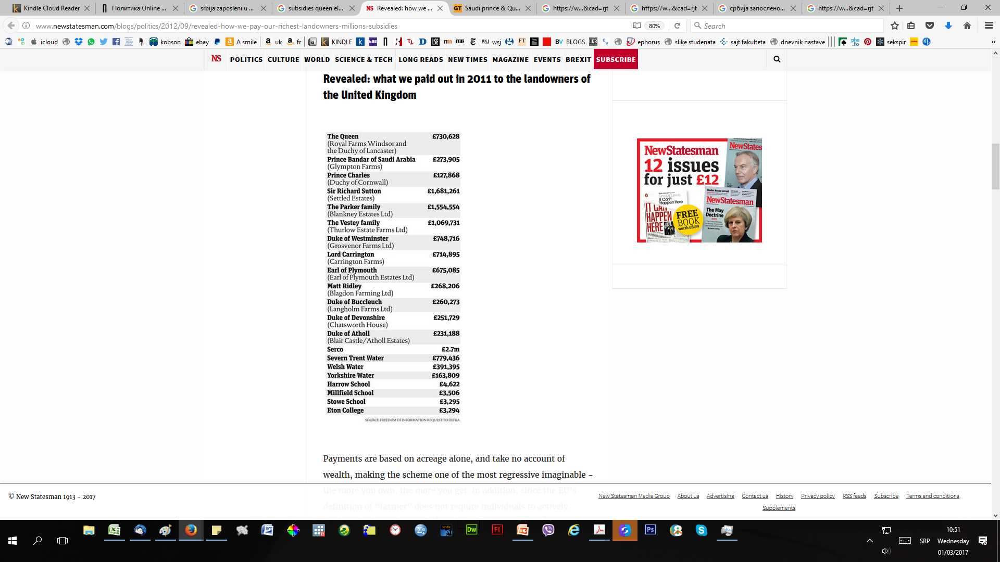 Kindle Cloud Reader
Политика Online ...
srbija zaposleni u ...
subsidies queen el...
NS Revealed: how we ...
GT Saudi prince & Qu...
https://w...&cad=rjt
https://w...&cad=rjt
србија запослено...
https://w...&cad=rjt
www.newstatesman.com/blogs/politics/2012/09/revealed-how-we-pay-our-richest-landowners-millions-subsidies
80%
Search
icloud kobson ebay A smile uk fr KINDLE wsj BLOGS ephorus slike studenata sajt fakulteta dnevnik nastave sekspir
NS POLITICS CULTURE WORLD SCIENCE & TECH LONG READS NEW TIMES MAGAZINE EVENTS BREXIT SUBSCRIBE
Revealed: what we paid out in 2011 to the landowners of
the United Kingdom
The Queen £730,628
(Royal Farms Windsor and
the Duchy of Lancaster)
Prince Bandar of Saudi Arabia £273,905
(Glympton Farms)
Prince Charles £127,868
(Duchy of Cornwall)
Sir Richard Sutton £1,681,261
(Settled Estates)
The Parker family £1,554,554
(Blankney Estates Ltd)
The Vestey family £1,069,731
(Thurlow Estate Farms Ltd)
Duke of Westminster £748,716
(Grosvenor Farms Ltd)
Lord Carrington £714,895
(Carrington Farms)
Earl of Plymouth £675,085
(Earl of Plymouth Estates Ltd)
Matt Ridley £268,206
(Blagdon Farming Ltd)
Duke of Buccleuch £260,273
(Langholm Farms Ltd)
Duke of Devonshire £251,729
(Chatsworth House)
Duke of Atholl £231,188
(Blair Castle/Atholl Estates)
Serco £2.7m
Severn Trent Water £779,436
Welsh Water £391,395
Yorkshire Water £163,809
Harrow School £4,622
Millfield School £3,506
Stowe School £3,295
Eton College £3,294
SOURCE: FREEDOM OF INFORMATION REQUEST TO DEFRA
NewStatesman
12 issues
for just £12
FREE
BOOK
worth £8.99
NewStates
NewStatesman
The May
Doctrine
Sinclair Lewis
It Can't
Happen Here
IT CAN
HAPPEN
HERE
Payments are based on acreage alone, and take no account of
wealth, making the scheme one of the most regressive imaginable -
the more you own, the more you get. In addition, since the EU's
definition of "farmer" does not require individuals to actively
© New Statesman 1913 - 2017
New Statesman Media Group About us Advertising Contact us History Privacy policy RSS feeds Subscribe Terms and conditions
Supplements
SRP
10:51
Wednesday
01/03/2017